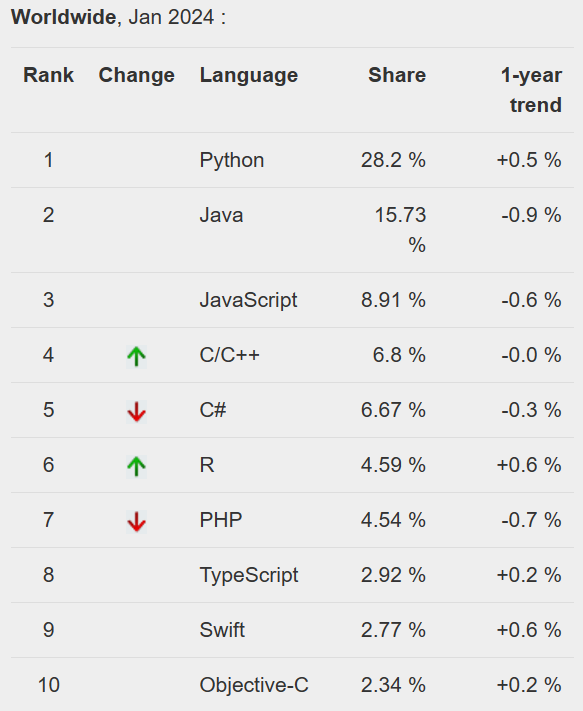 Worldwide, Jan 2024 :
Rank Change Language Share 1-year
trend
1 Python 28.2 % +0.5 %
2 Java 15.73 -0.9 %
%
3 JavaScript 8.91 % -0.6 %
4 C/C++ 6.8 % -0.0 %
5 C# 6.67 % -0.3 %
6 R 4.59 % +0.6 %
7 PHP 4.54 % -0.7 %
8 TypeScript 2.92 % +0.2 %
9 Swift 2.77 % +0.6 %
10 Objective-C 2.34 % +0.2 %